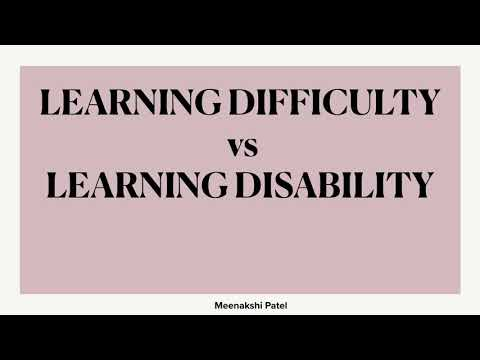 LEARNING DIFFICULTY
vs
LEARNING DISABILITY
Meenakshi Patel